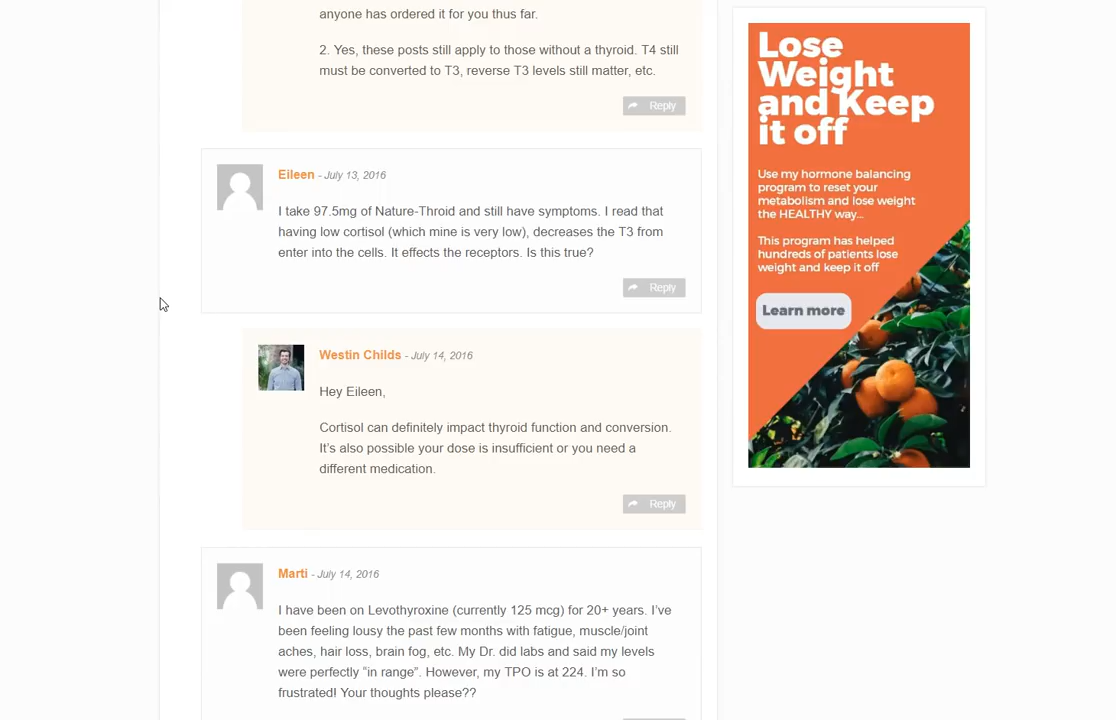 anyone has ordered it for you thus far.
2. Yes, these posts still apply to those without a thyroid. T4 still
must be converted to T3, reverse T3 levels still matter, etc.
Reply
Eileen - July 13, 2016
I take 97.5mg of Nature-Throid and still have symptoms. I read that
having low cortisol (which mine is very low), decreases the T3 from
enter into the cells. It effects the receptors. Is this true?
Reply
Westin Childs - July 14, 2016
Hey Eileen,
Cortisol can definitely impact thyroid function and conversion.
It’s also possible your dose is insufficient or you need a
different medication.
Reply
Marti - July 14, 2016
I have been on Levothyroxine (currently 125 mcg) for 20+ years. I’ve
been feeling lousy the past few months with fatigue, muscle/joint
aches, hair loss, brain fog, etc. My Dr. did labs and said my levels
were perfectly “in range”. However, my TPO is at 224. I’m so
frustrated! Your thoughts please??
Lose
Weight
and Keep
it off
Use my hormone balancing
program to reset your
metabolism and lose weight
the HEALTHY way...
This program has helped
hundreds of patients lose
weight and keep it off
Learn more